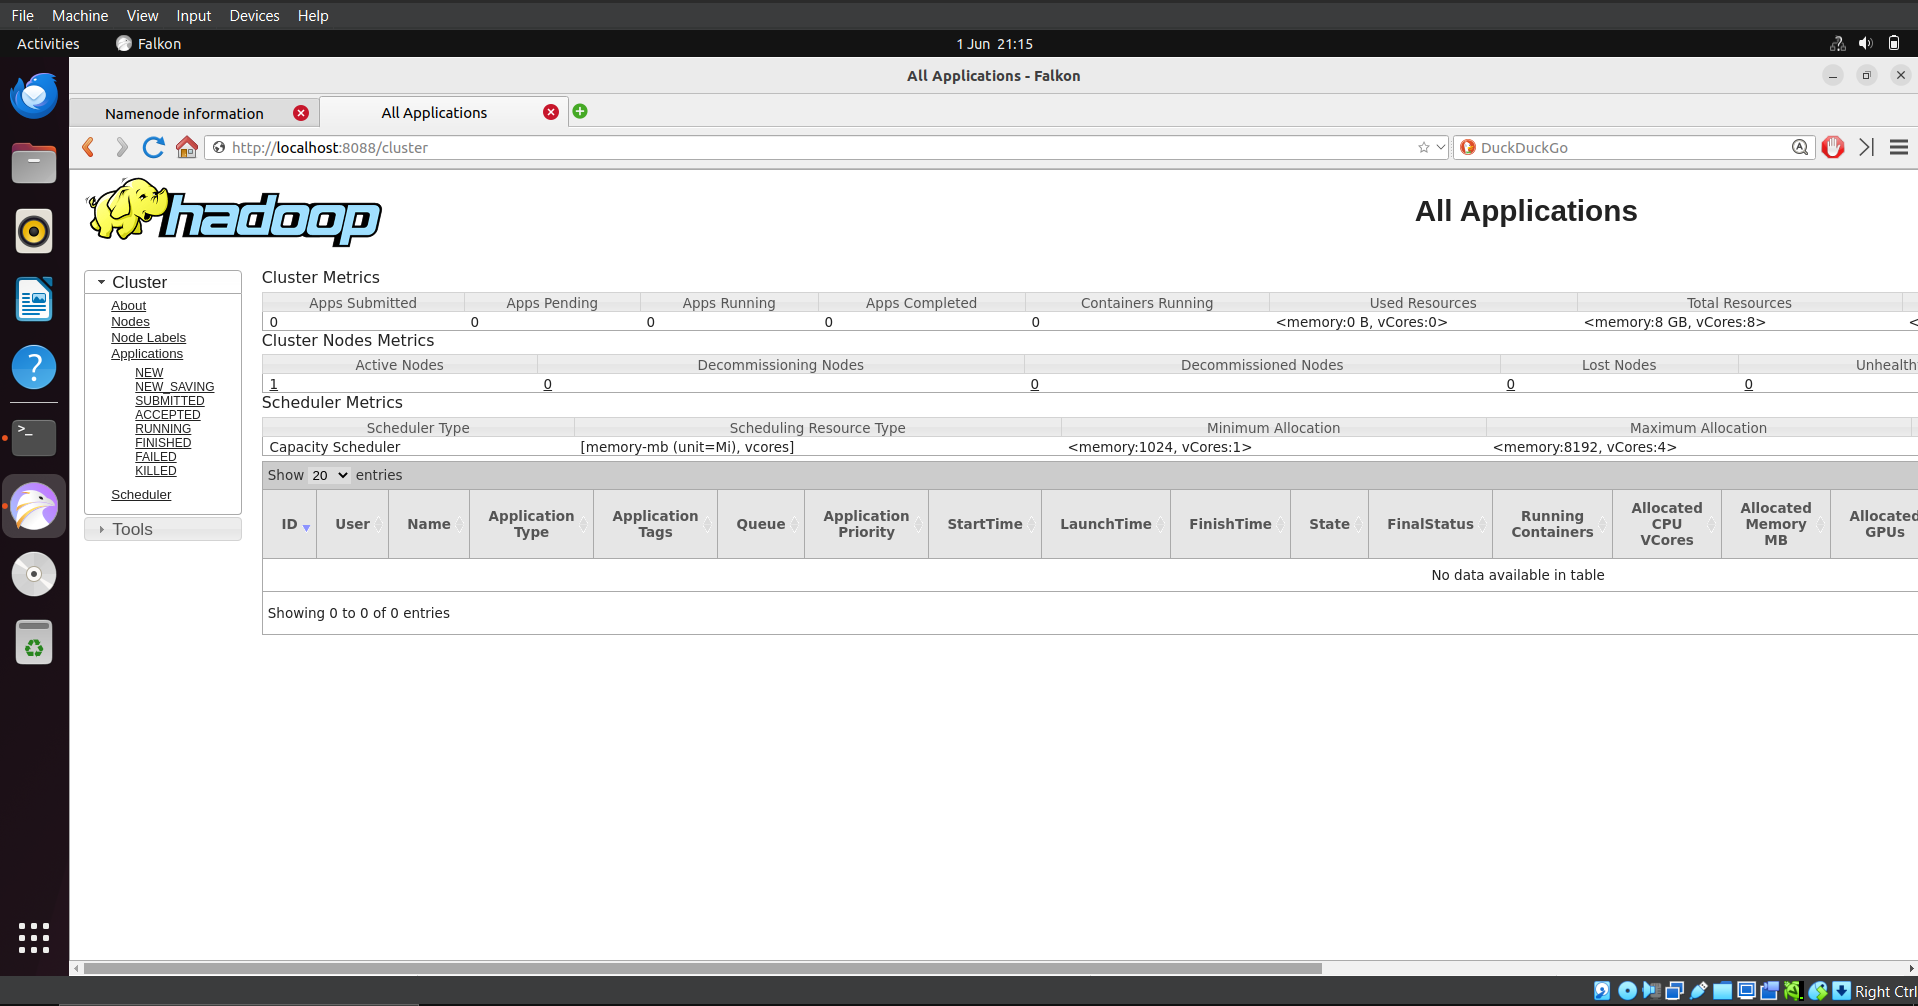 File Machine View Input Devices Help
Activities Falkon 1 Jun 21:15
All Applications - Falkon
Namenode information All Applications
http://localhost:8088/cluster DuckDuckGo
hadoop
All Applications
Cluster
About
Nodes
Node Labels
Applications
NEW
NEW_SAVING
SUBMITTED
ACCEPTED
RUNNING
FINISHED
FAILED
KILLED
Scheduler
Tools
Cluster Metrics
Apps Submitted Apps Pending Apps Running Apps Completed Containers Running Used Resources Total Resources
0 0 0 0 0 <memory:0 B, vCores:0> <memory:8 GB, vCores:8> <
Cluster Nodes Metrics
Active Nodes Decommissioning Nodes Decommissioned Nodes Lost Nodes Unhealth
1 0 0 0 0
Scheduler Metrics
Scheduler Type Scheduling Resource Type Minimum Allocation Maximum Allocation
Capacity Scheduler [memory-mb (unit=Mi), vcores] <memory:1024, vCores:1> <memory:8192, vCores:4>
Show 20 entries
ID User Name Application Type Application Tags Queue Application Priority StartTime LaunchTime FinishTime State FinalStatus Running Containers Allocated CPU VCores Allocated Memory MB Allocated GPUs
No data available in table
Showing 0 to 0 of 0 entries
Right Ctrl